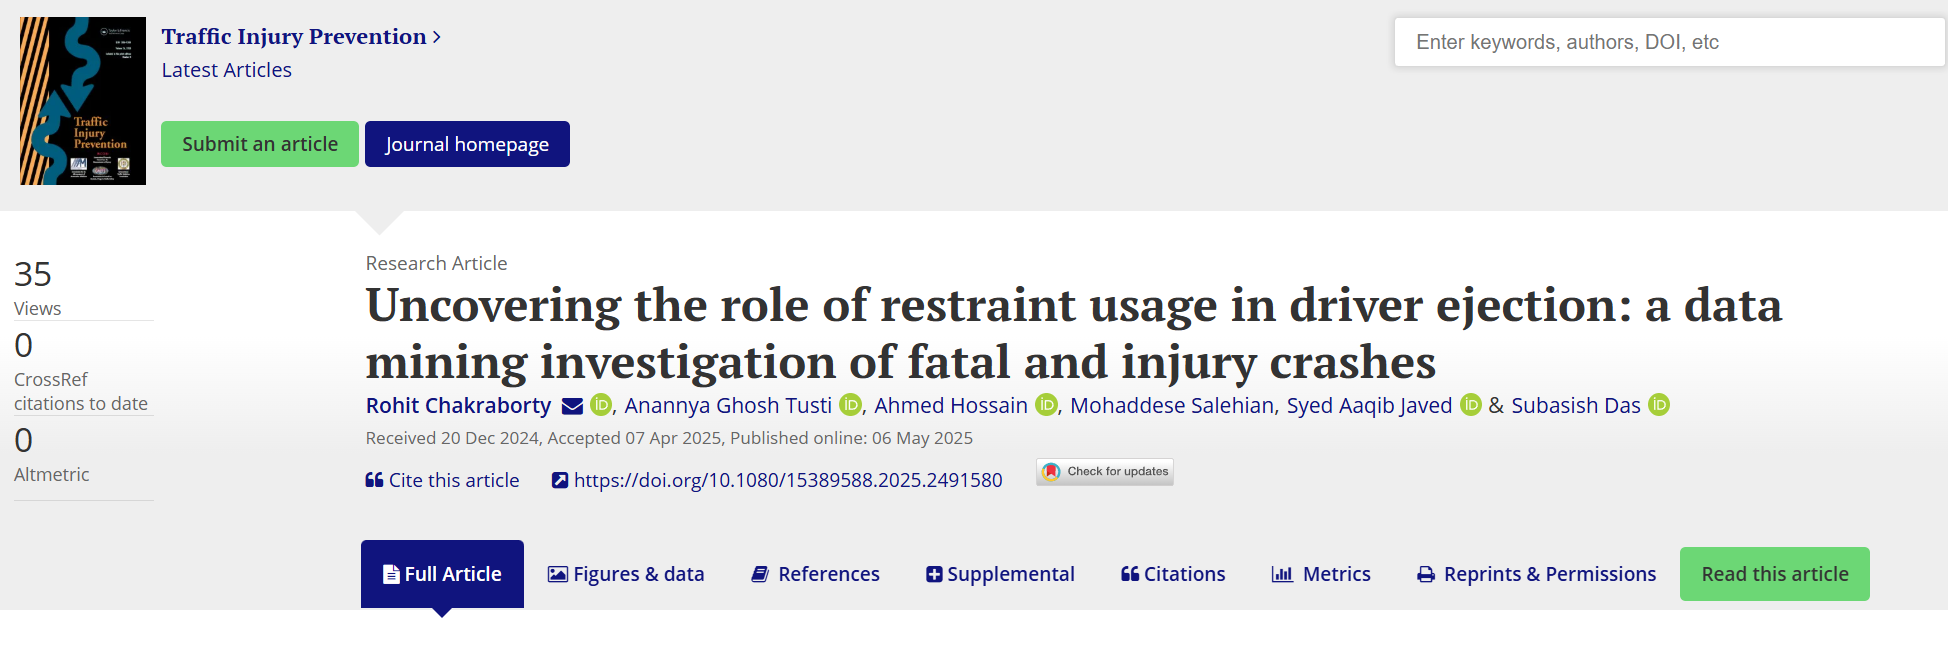 Traffic Injury Prevention
Latest Articles
Enter keywords, authors, DOI, etc
Traffic
Injury
Prevention
Submit an article
Journal homepage
35
Views
0
CrossRef
citations to date
0
Altmetric
Research Article
Uncovering the role of restraint usage in driver ejection: a data
mining investigation of fatal and injury crashes
Rohit Chakraborty iD, Anannya Ghosh Tusti iD, Ahmed Hossain iD, Mohaddese Salehian, Syed Aaqib Javed iD & Subasish Das iD
Received 20 Dec 2024, Accepted 07 Apr 2025, Published online: 06 May 2025
Cite this article https://doi.org/10.1080/15389588.2025.2491580 Check for updates
Full Article Figures & data References Supplemental Citations Metrics Reprints & Permissions Read this article